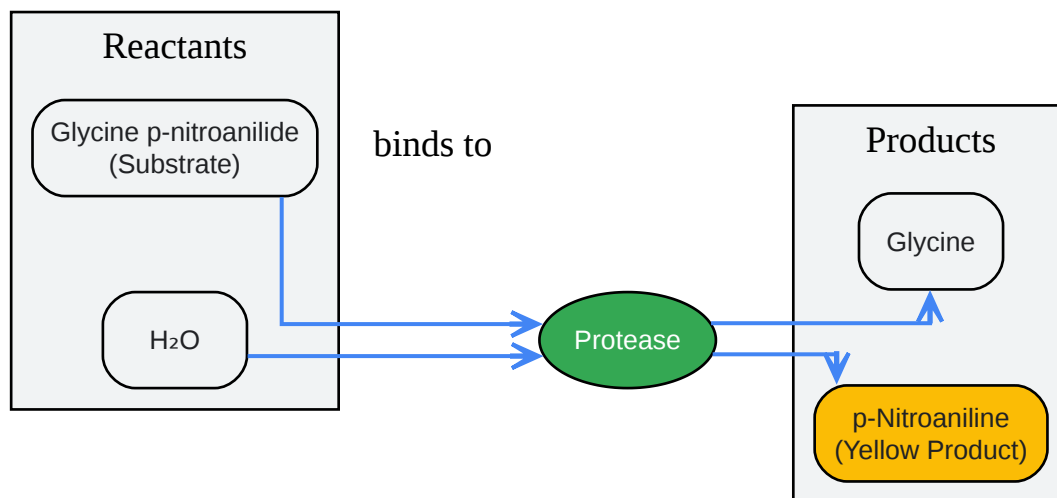 Reactants
Glycine p-nitroanilide
(Substrate)
H₂O
binds to
Protease
Products
Glycine
p-Nitroaniline
(Yellow Product)